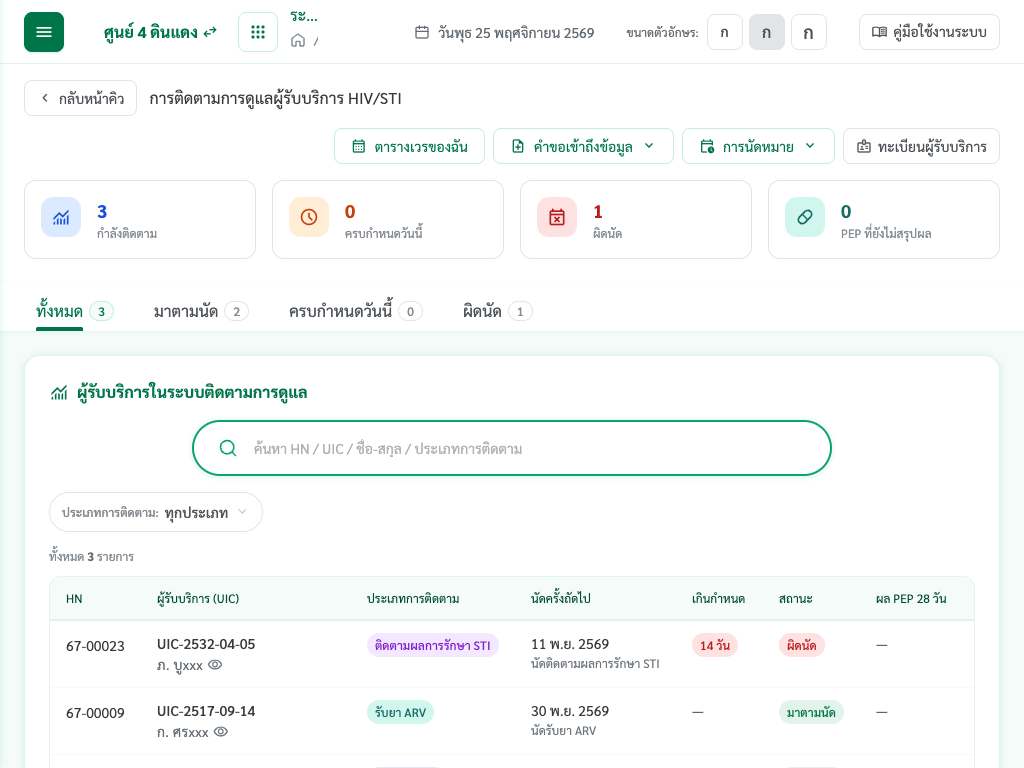 ศูนย์ 4 ดินแดง
ระ...
/
วันพุธ 25 พฤศจิกายน 2569
ขนาดตัวอักษร:
ก
ก
ก
คู่มือใช้งานระบบ
กลับหน้าคิว
การติดตามการดูแลผู้รับบริการ HIV/STI
ตารางเวรของฉัน
คำขอเข้าถึงข้อมูล
การนัดหมาย
ทะเบียนผู้รับบริการ
3
กำลังติดตาม
0
ครบกำหนดวันนี้
1
ผิดนัด
0
PEP ที่ยังไม่สรุปผล
ทั้งหมด 3
มาตามนัด 2
ครบกำหนดวันนี้ 0
ผิดนัด 1
ผู้รับบริการในระบบติดตามการดูแล
ค้นหา HN / UIC / ชื่อ-สกุล / ประเภทการติดตาม
ประเภทการติดตาม: ทุกประเภท
ทั้งหมด 3 รายการ
HN ผู้รับบริการ (UIC) ประเภทการติดตาม นัดครั้งถัดไป เกินกำหนด สถานะ ผล PEP 28 วัน
67-00023 UIC-2532-04-05 ติดตามผลการรักษา STI 11 พ.ย. 2569 14 วัน ผิดนัด —
ภ. บูxxx นัดติดตามผลการรักษา STI
67-00009 UIC-2517-09-14 รับยา ARV 30 พ.ย. 2569 — มาตามนัด —
ก. ศรxxx นัดรับยา ARV